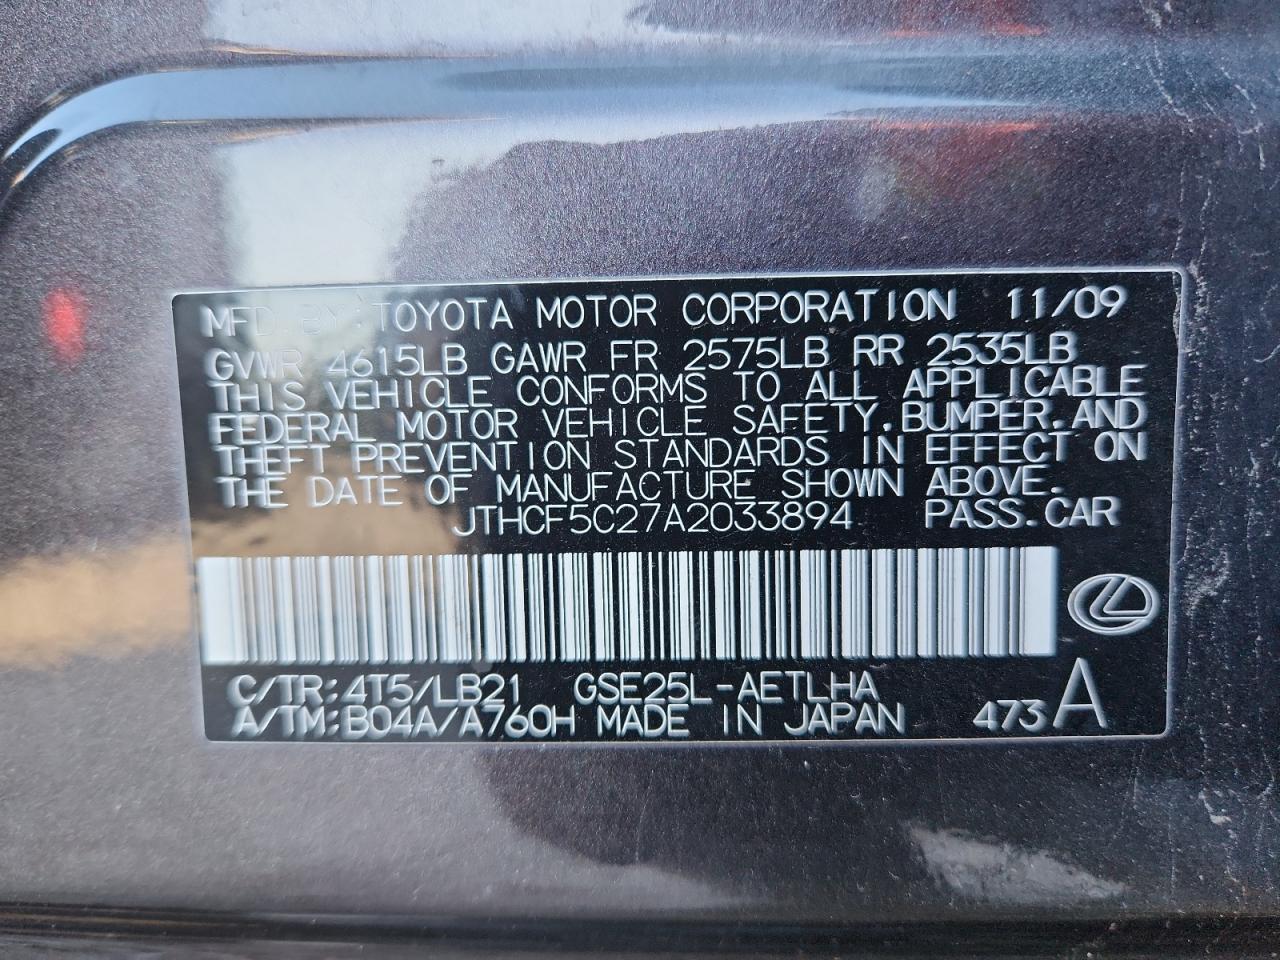 MFD.BY:TOYOTA MOTOR CORPORATION 11/09
GVWR 4615LB GAWR FR 2575LB RR 2535LB
THIS VEHICLE CONFORMS TO ALL APPLICABLE
FEDERAL MOTOR VEHICLE SAFETY,BUMPER,AND
THEFT PREVENTION STANDARDS IN EFFECT ON
THE DATE OF MANUFACTURE SHOWN ABOVE.
JTHCF5C27A2033894 PASS.CAR
C/TR:4T5/LB21 GSE25L-AETLHA
A/TM:B04A/A760H MADE IN JAPAN 473A